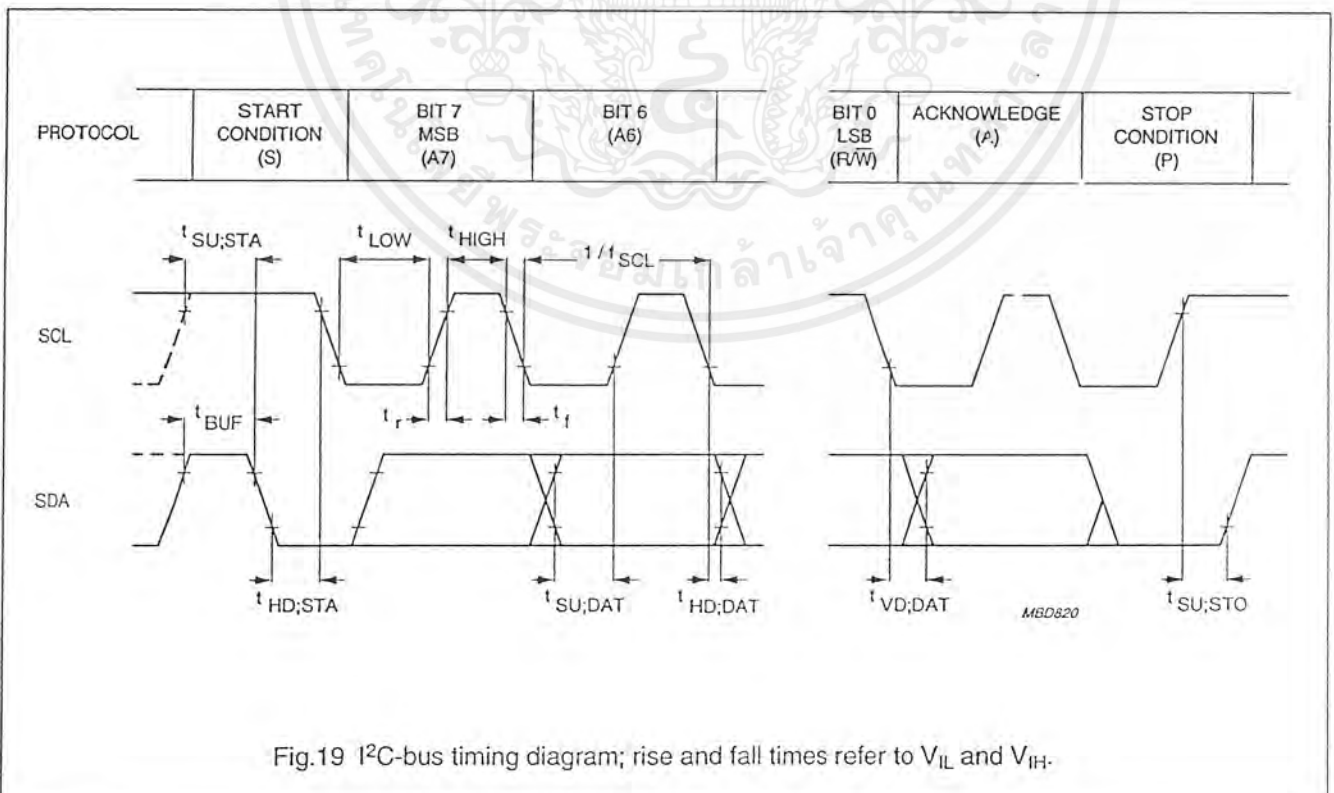 PROTOCOL
START CONDITION (S)
BIT 7 MSB (A7)
BIT 6 (A6)
BIT 0 LSB (R/W̅)
ACKNOWLEDGE (A)
STOP CONDITION (P)
t SU;STA
t LOW
t HIGH
1 / fSCL
SCL
t BUF
t r
t f
SDA
t HD;STA
t SU;DAT
t HD;DAT
t VD;DAT
MBD820
t SU;STO
Fig.19 I²C-bus timing diagram; rise and fall times refer to VIL and VIH.